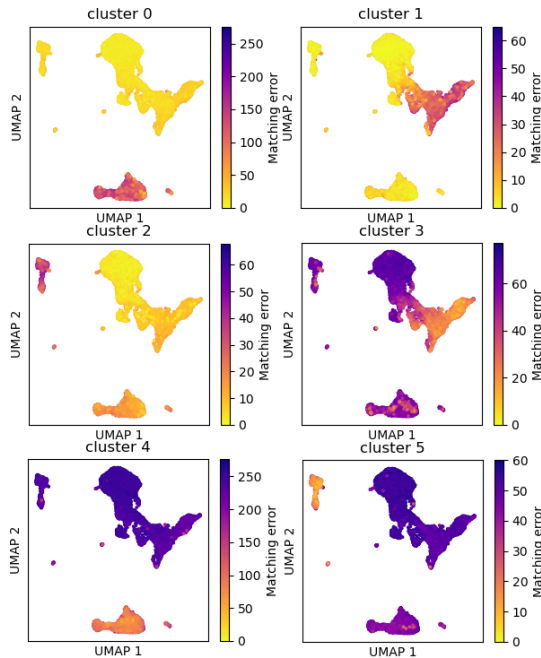 cluster 0
UMAP 2
UMAP 1
250
200
150
100
50
0
Matching error
cluster 1
UMAP 2
UMAP 1
60
50
40
30
20
10
0
Matching error
cluster 2
UMAP 2
UMAP 1
60
50
40
30
20
10
0
Matching error
cluster 3
UMAP 2
UMAP 1
60
40
20
0
Matching error
cluster 4
UMAP 2
UMAP 1
250
200
150
100
50
0
Matching error
cluster 5
UMAP 2
UMAP 1
60
50
40
30
20
10
0
Matching error